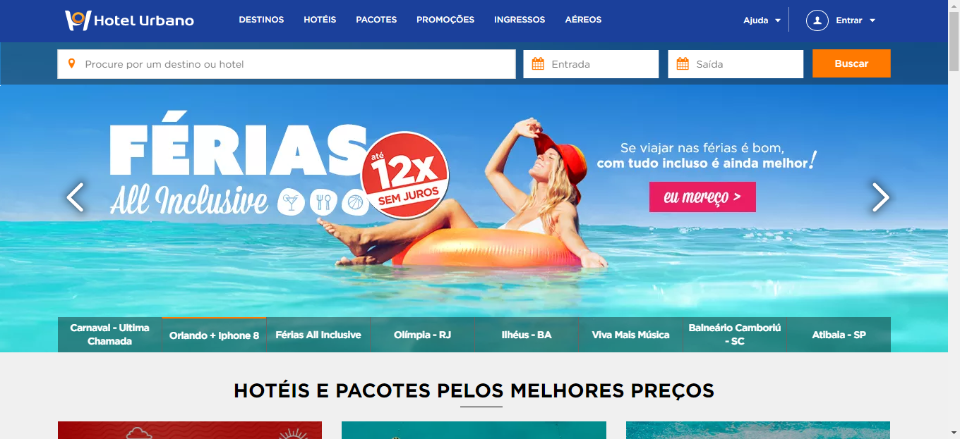 Hotel Urbano
DESTINOS
HOTÉIS
PACOTES
PROMOÇÕES
INGRESSOS
AÉREOS
Ajuda
Entrar
Procure por um destino ou hotel
Entrada
Saída
Buscar
FÉRIAS
All Inclusive
até
12X
SEM JUROS
Se viajar nas férias é bom,
com tudo incluso é ainda melhor!
eu mereço >
Carnaval - Ultima
Chamada
Orlando + Iphone 8
Férias All Inclusive
Olímpia - RJ
Ilhéus - BA
Viva Mais Música
Balneário Camboriú
- SC
Atibaia - SP
HOTÉIS E PACOTES PELOS MELHORES PREÇOS